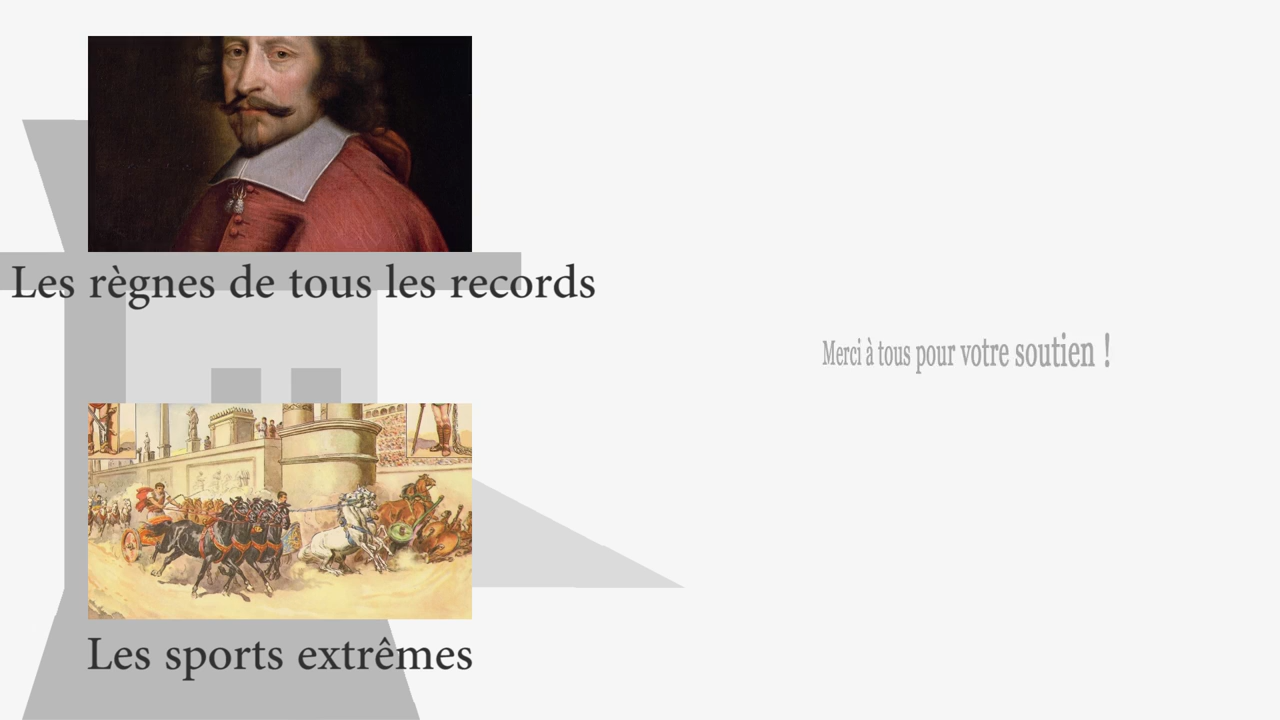 Les règnes de tous les records
Merci à tous pour votre soutien !
Les sports extrêmes